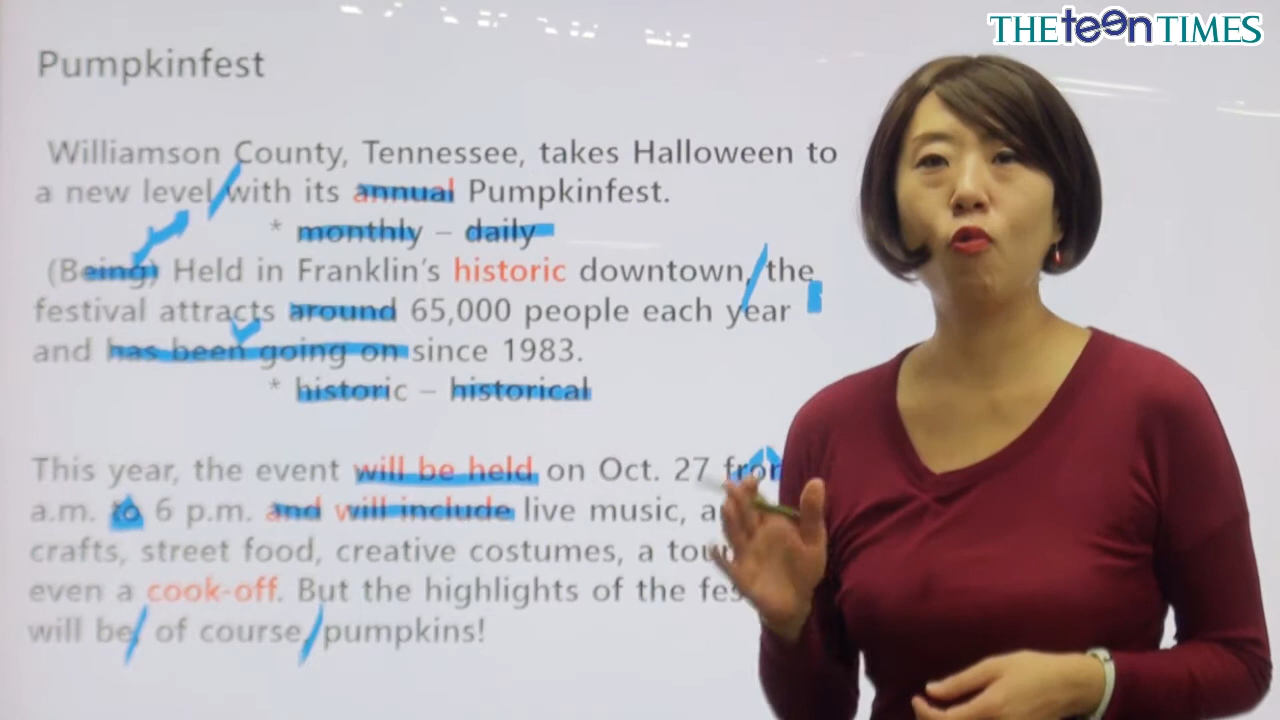 THE teen TIMES
Pumpkinfest
Williamson County, Tennessee, takes Halloween to
a new level with its annual Pumpkinfest.
* monthly – daily
(Being) Held in Franklin's historic downtown, the
festival attracts around 65,000 people each year
and has been going on since 1983.
* historic – historical
This year, the event will be held on Oct. 27
a.m. to 6 p.m. and will include live music,
crafts, street food, creative costumes, a
even a cook-off. But the highlights of the
will be, of course, pumpkins!